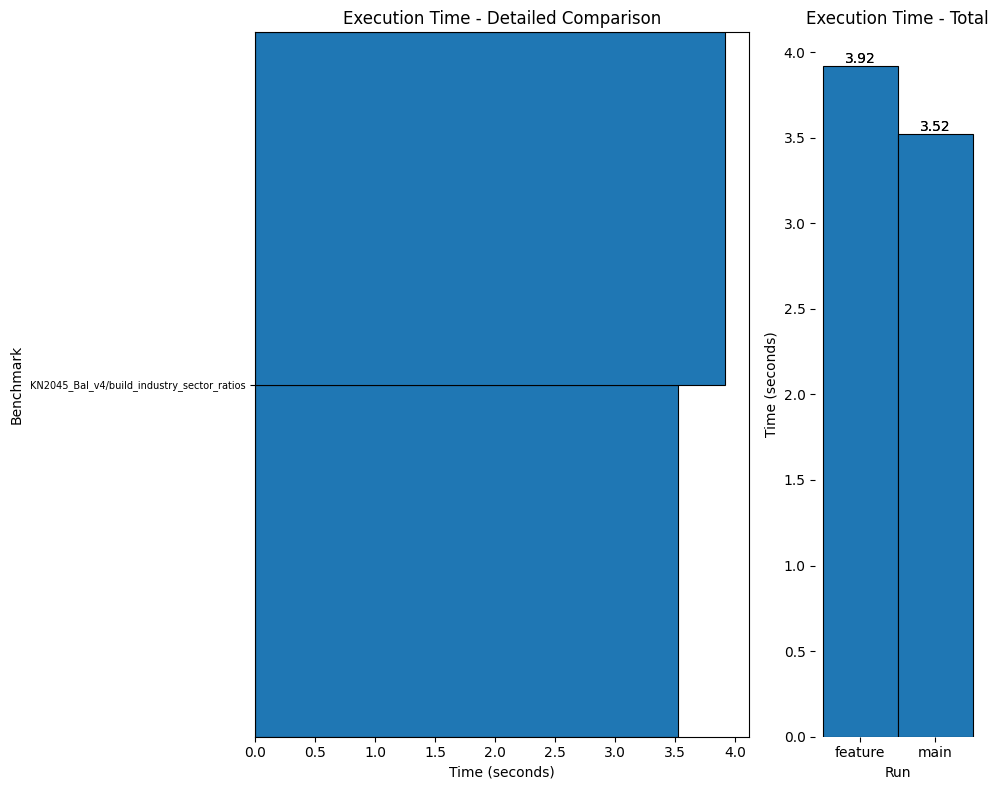 Execution Time - Detailed Comparison
Benchmark
KN2045_Bal_v4/build_industry_sector_ratios
0.0 0.5 1.0 1.5 2.0 2.5 3.0 3.5 4.0
Time (seconds)
Execution Time - Total
Time (seconds)
4.0
3.5
3.0
2.5
2.0
1.5
1.0
0.5
0.0
3.92
3.52
feature main
Run